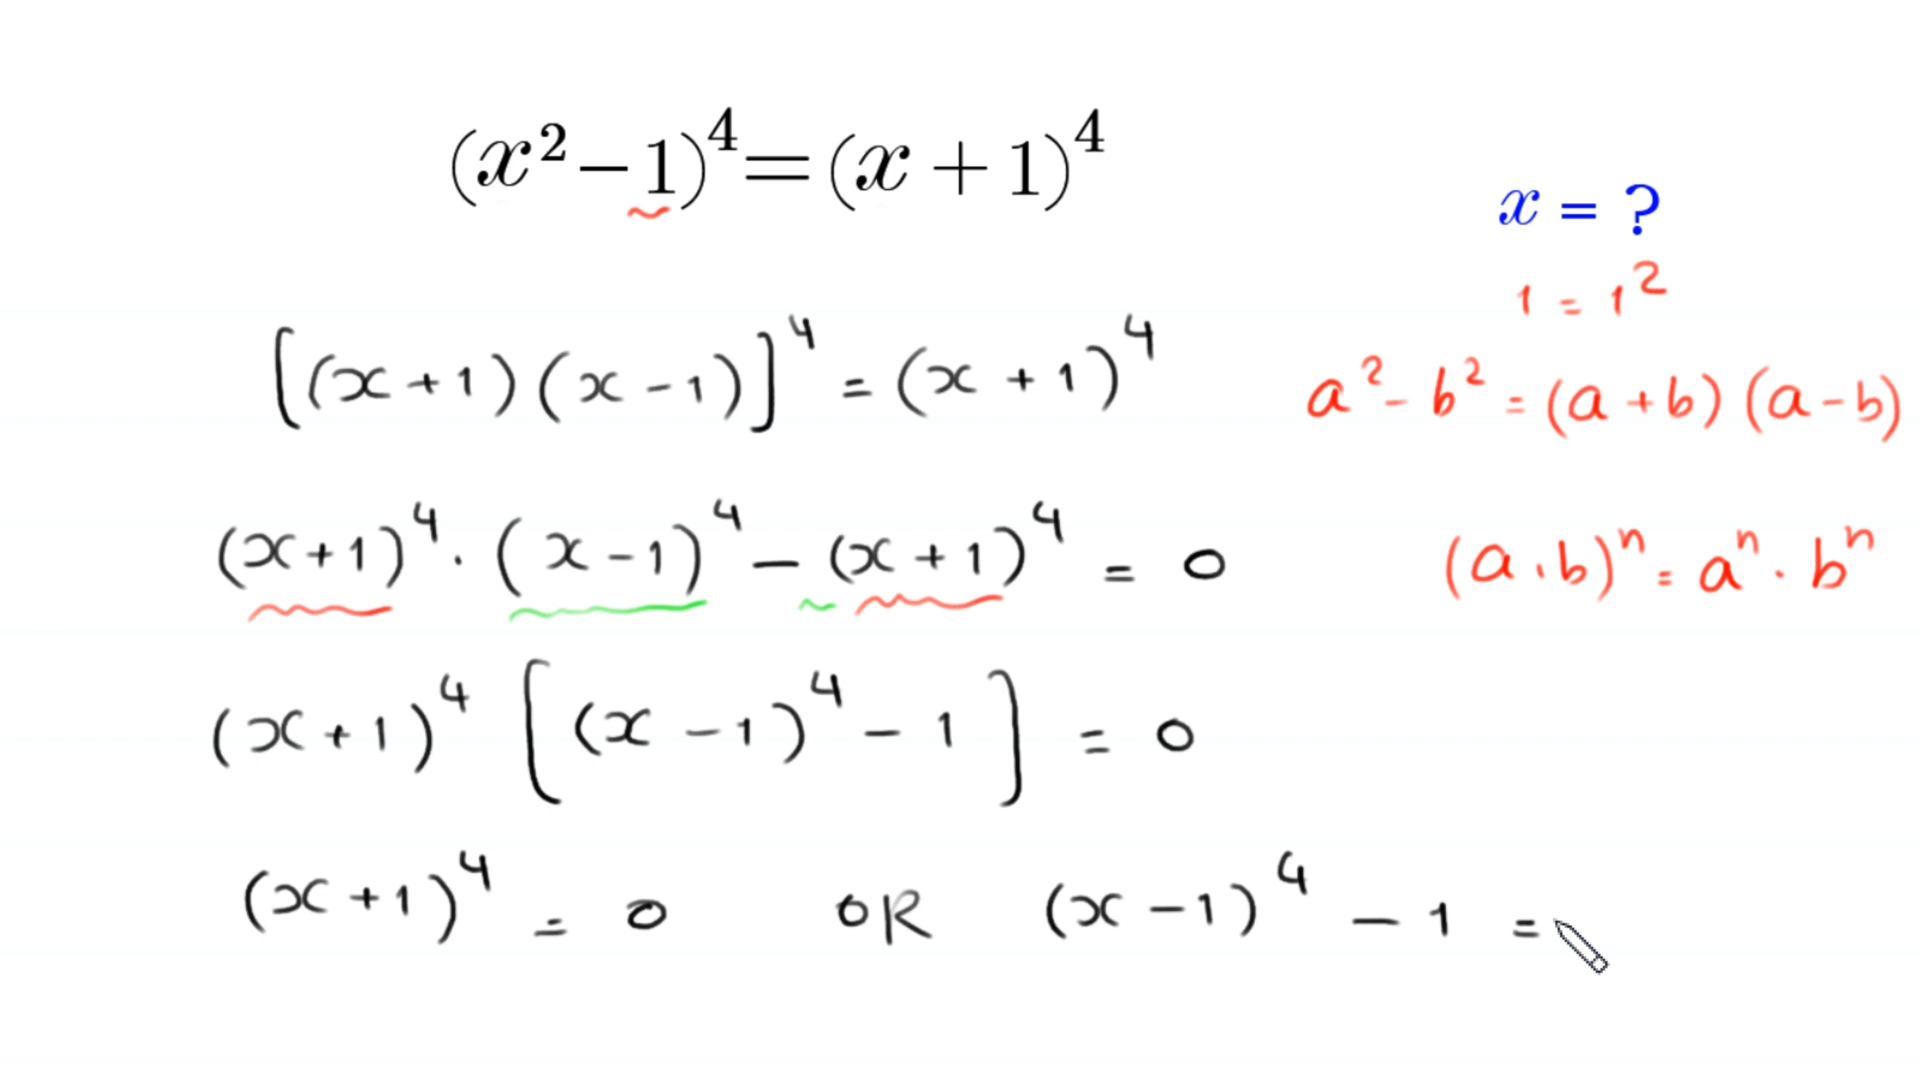 (x² − 1)⁴ = (x + 1)⁴
x = ?
1 = 1²
[(x + 1)(x − 1)]⁴ = (x + 1)⁴
a² − b² = (a + b)(a − b)
(x + 1)⁴ · (x − 1)⁴ − (x + 1)⁴ = 0
(a · b)ⁿ = aⁿ · bⁿ
(x + 1)⁴ [(x − 1)⁴ − 1] = 0
(x + 1)⁴ = 0 OR (x − 1)⁴ − 1 =